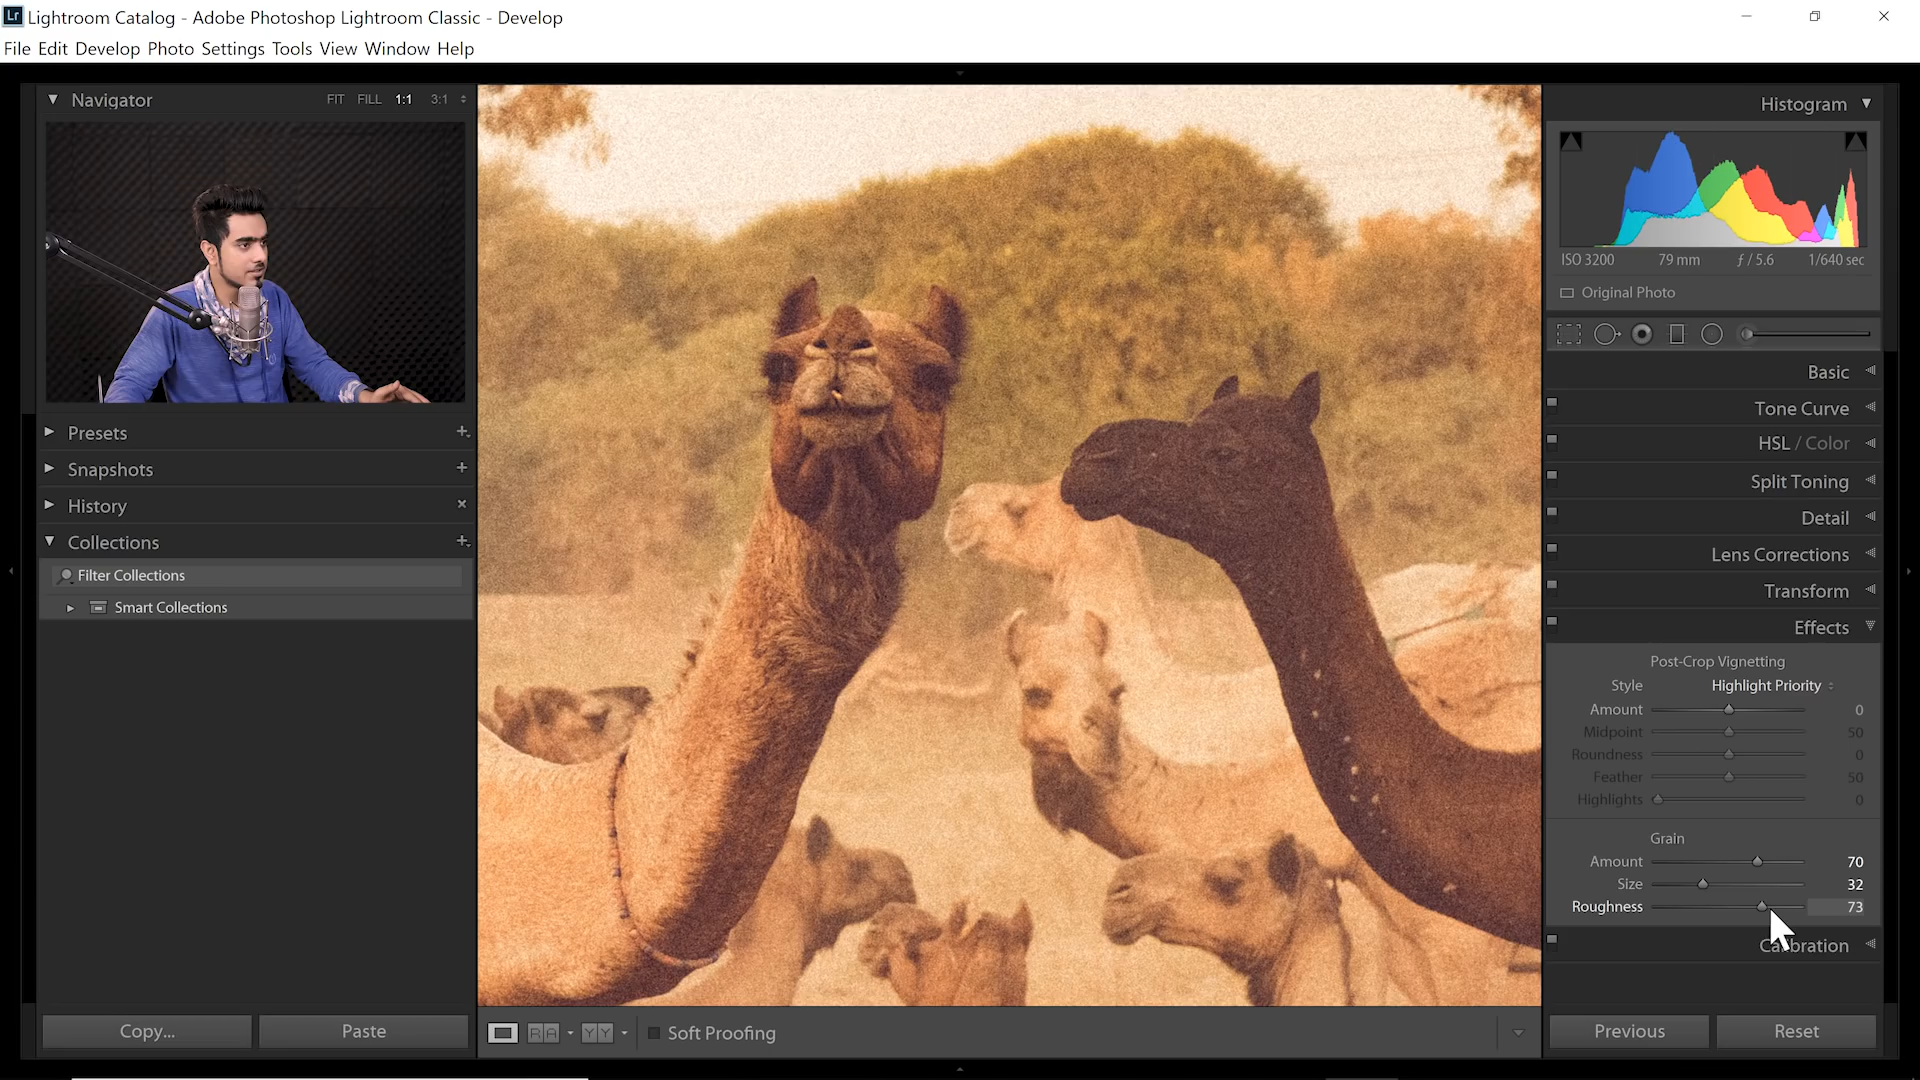 Lr Lightroom Catalog - Adobe Photoshop Lightroom Classic - Develop
File Edit Develop Photo Settings Tools View Window Help
Navigator FIT FILL 1:1 3:1
Presets
Snapshots
History
Collections
Filter Collections
Smart Collections
Copy... Paste
R A Y Y Soft Proofing
Histogram
ISO 3200 79 mm ƒ / 5.6 1/640 sec
Original Photo
Basic
Tone Curve
HSL / Color
Split Toning
Detail
Lens Corrections
Transform
Effects
Post-Crop Vignetting
Style Highlight Priority
Amount 0
Midpoint 50
Roundness 0
Feather 50
Highlights 0
Grain
Amount 70
Size 32
Roughness 73
Calibration
Previous Reset